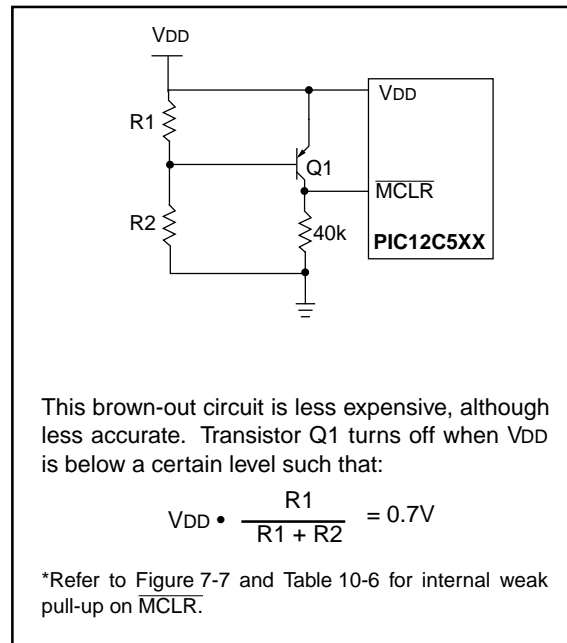 VDD
R1
R2
Q1
40k
VDD
MCLR
PIC12C5XX
This brown-out circuit is less expensive, although
less accurate. Transistor Q1 turns off when VDD
is below a certain level such that:
VDD • R1 / R1 + R2 = 0.7V
*Refer to Figure 7-7 and Table 10-6 for internal weak
pull-up on MCLR.